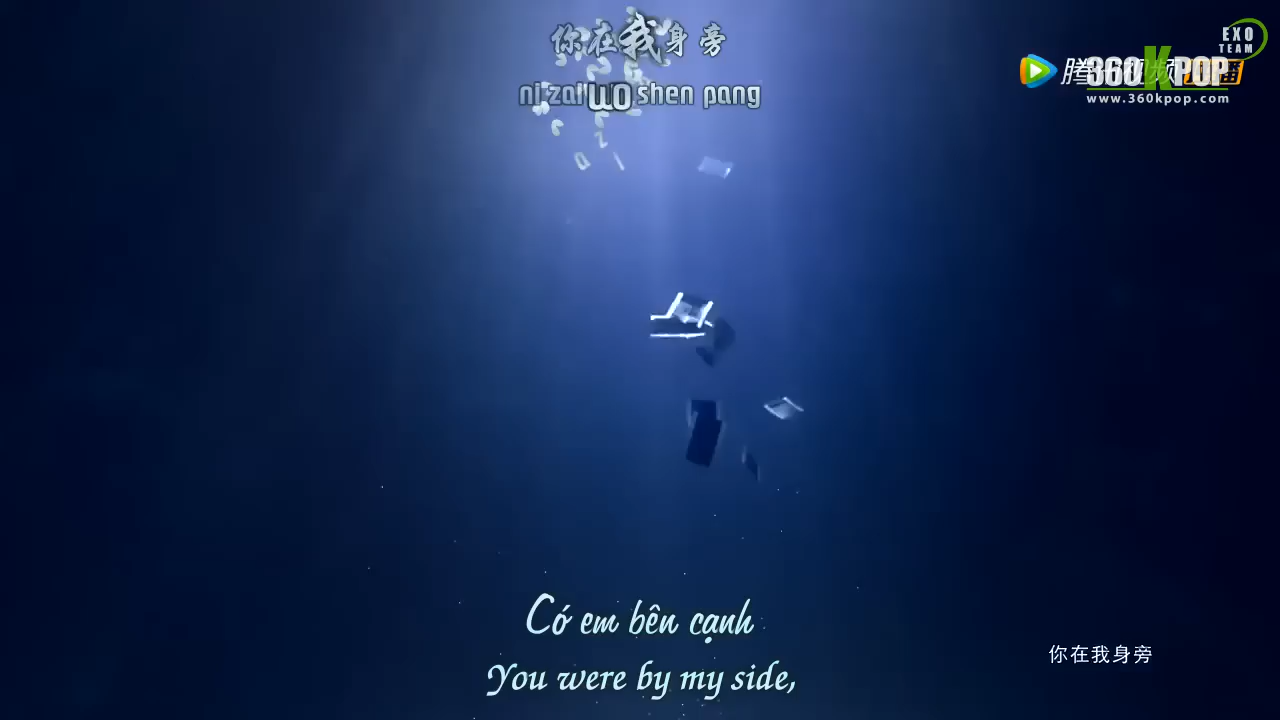 你在我身旁
ni zai wo shen pang
EXO
TEAM
360KPOP
www.360kpop.com
Có em bên cạnh
You were by my side,
你在我身旁